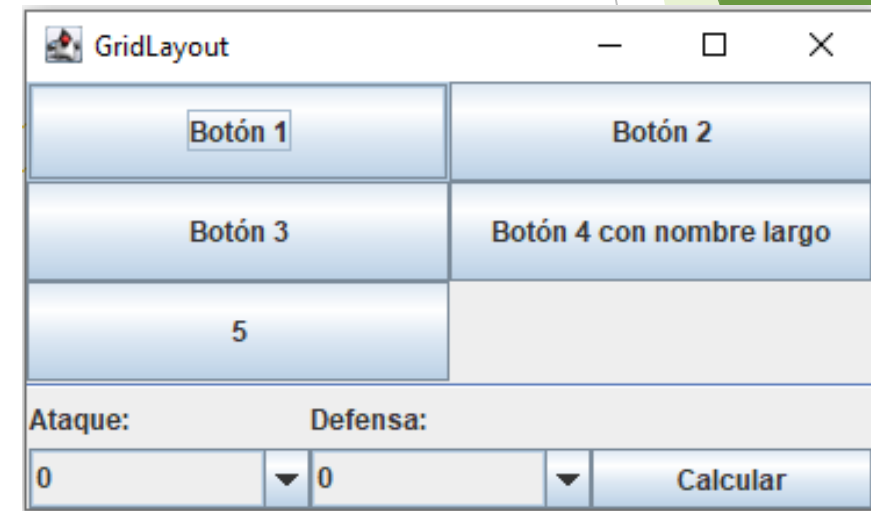 GridLayout
Botón 1 Botón 2
Botón 3 Botón 4 con nombre largo
5
Ataque: Defensa:
0 0 Calcular